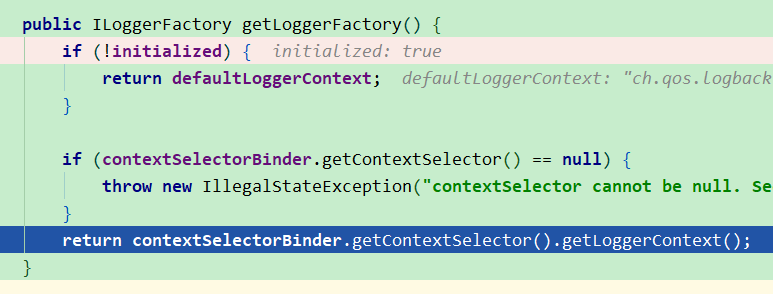 public ILoggerFactory getLoggerFactory() {
if (!initialized) { initialized: true
return defaultLoggerContext; defaultLoggerContext: "ch.qos.logback
}
if (contextSelectorBinder.getContextSelector() == null) {
throw new IllegalStateException("contextSelector cannot be null. Se
}
return contextSelectorBinder.getContextSelector().getLoggerContext();
}